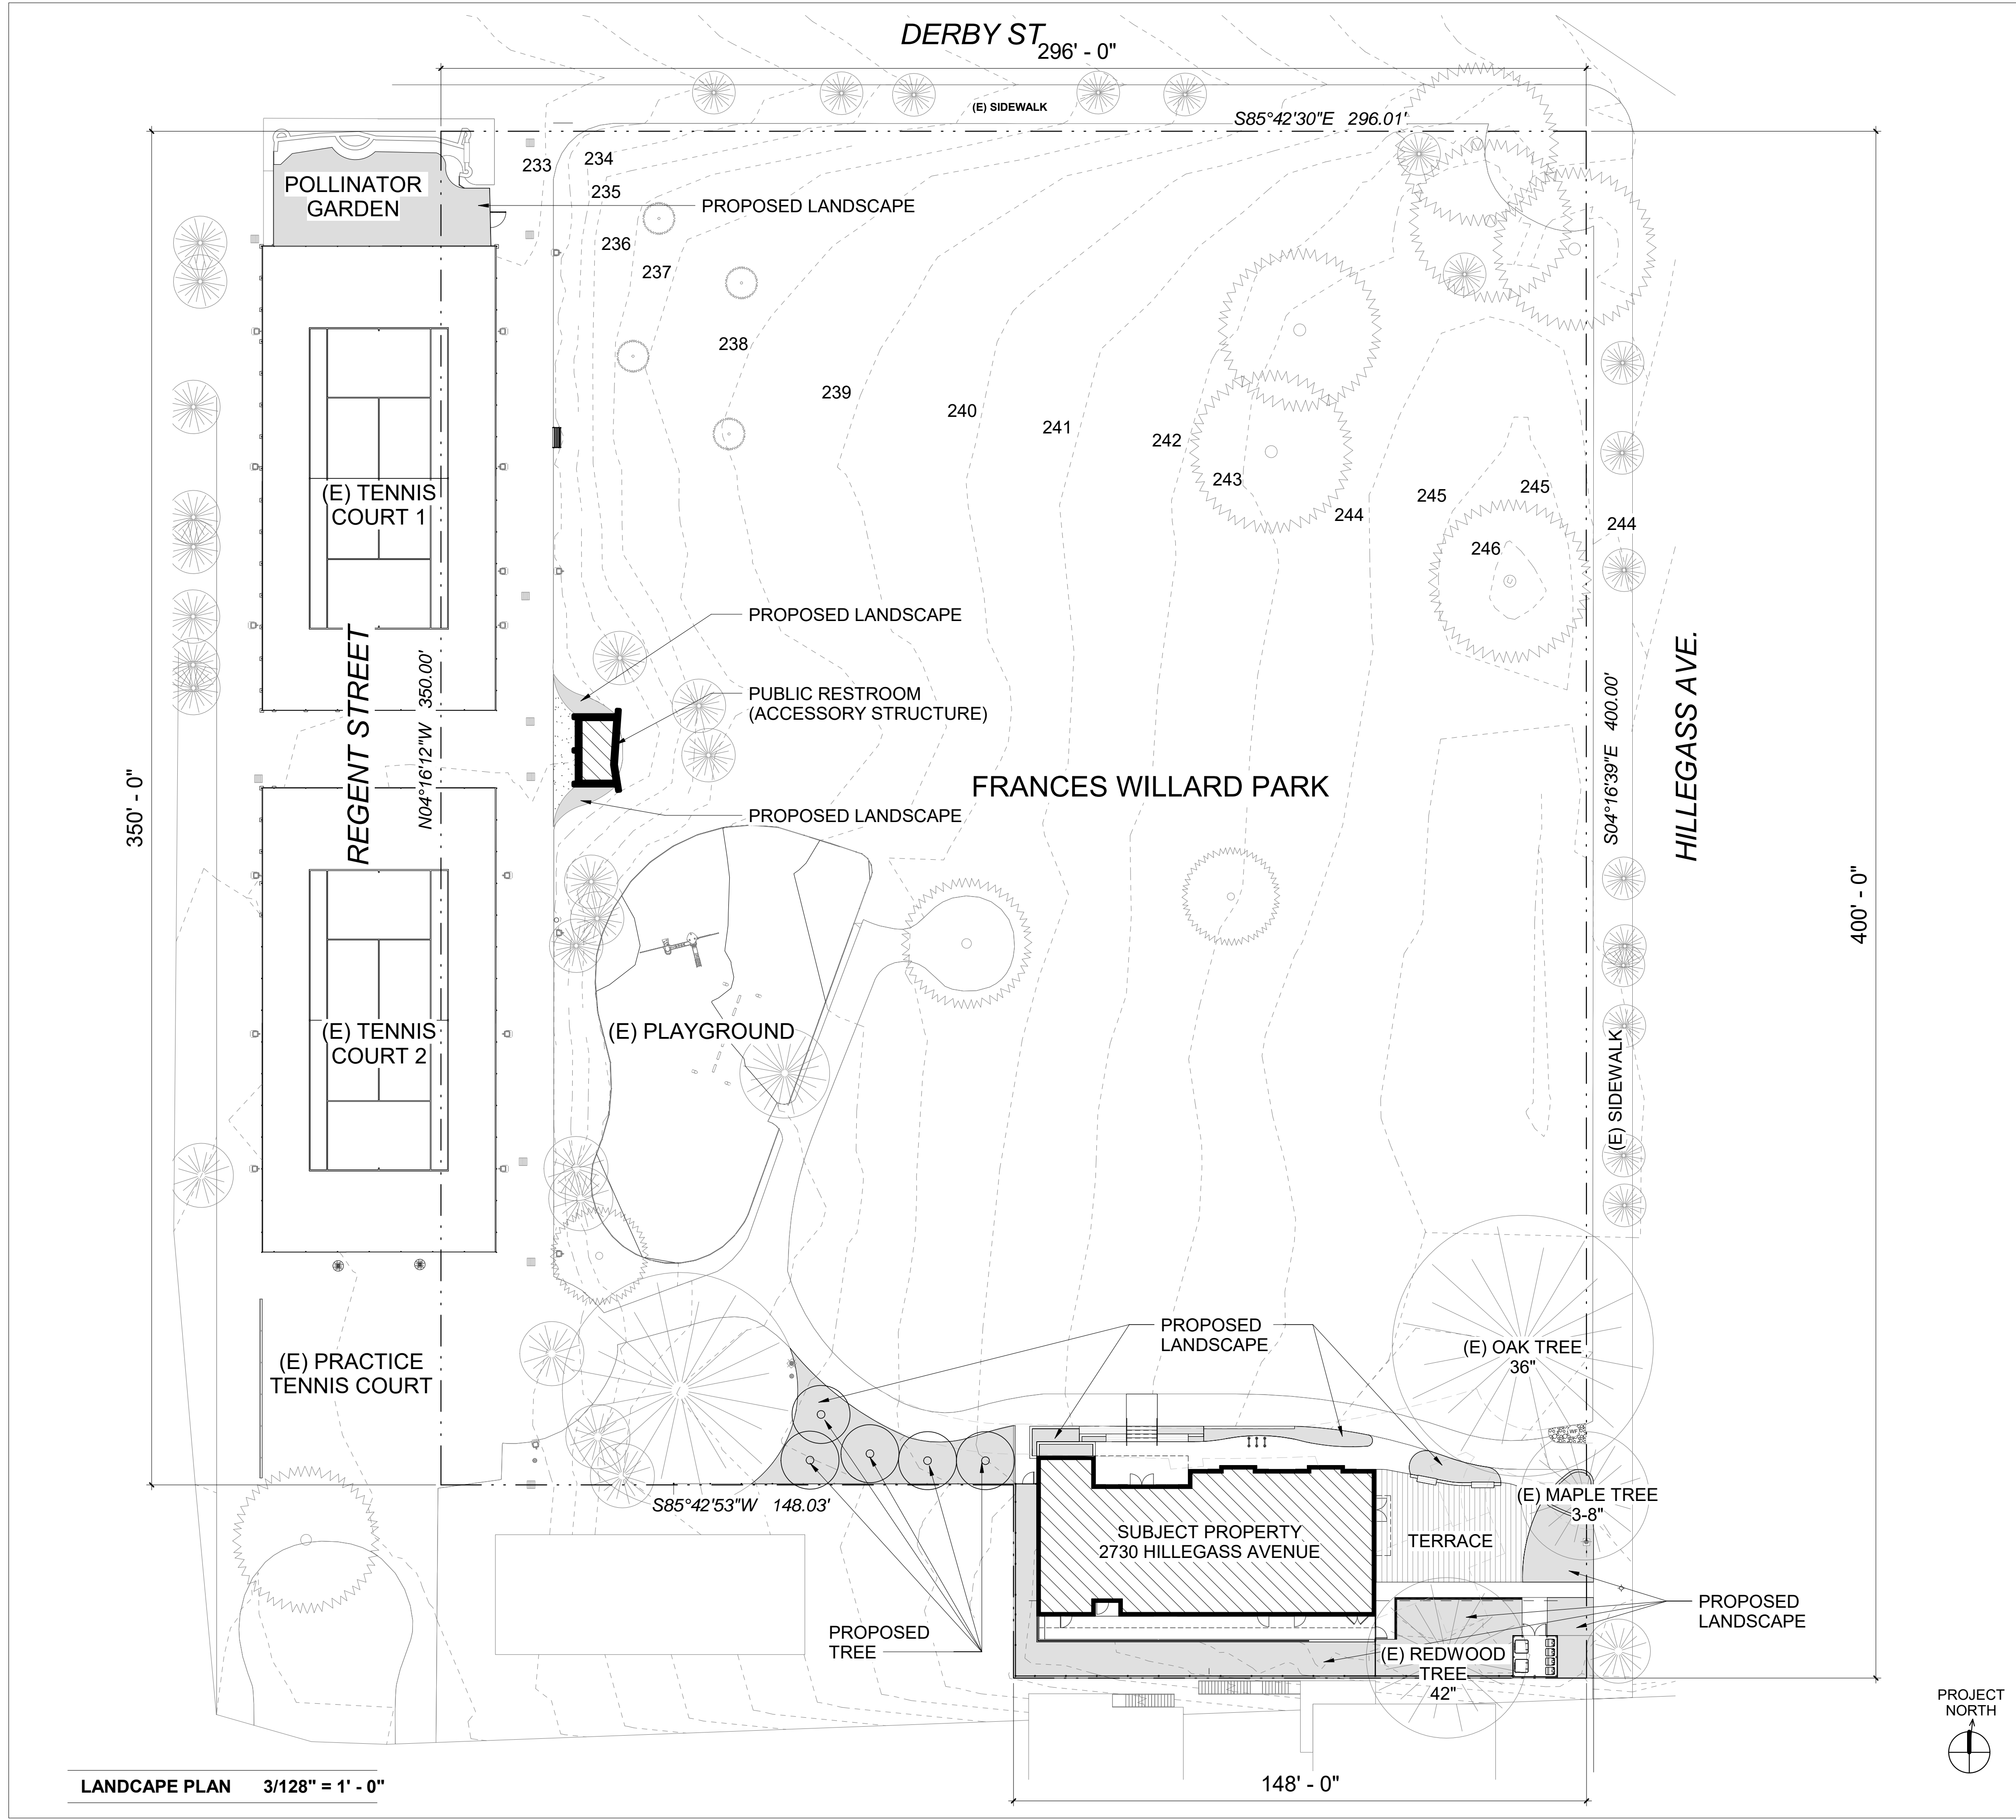 DERBY ST
296' - 0"
(E) SIDEWALK
S85°42'30"E 296.01'
POLLINATOR
GARDEN
233
234
235
PROPOSED LANDSCAPE
236
237
238
239
240
241
242
243
244
245
245
244
246
(E) TENNIS
COURT 1
REGENT STREET
N04°16'12"W 350.00'
350' - 0"
PROPOSED LANDSCAPE
PUBLIC RESTROOM
(ACCESSORY STRUCTURE)
PROPOSED LANDSCAPE
FRANCES WILLARD PARK
S04°16'39"E 400.00'
HILLEGASS AVE.
400' - 0"
(E) TENNIS
COURT 2
(E) PLAYGROUND
(E) SIDEWALK
(E) PRACTICE
TENNIS COURT
PROPOSED
LANDSCAPE
(E) OAK TREE
36"
WF
S85°42'53"W 148.03'
(E) MAPLE TREE
3-8"
SUBJECT PROPERTY
2730 HILLEGASS AVENUE
TERRACE
PROPOSED
TREE
PROPOSED
LANDSCAPE
(E) REDWOOD
TREE
42"
PROJECT
NORTH
148' - 0"
LANDCAPE PLAN 3/128" = 1' - 0"